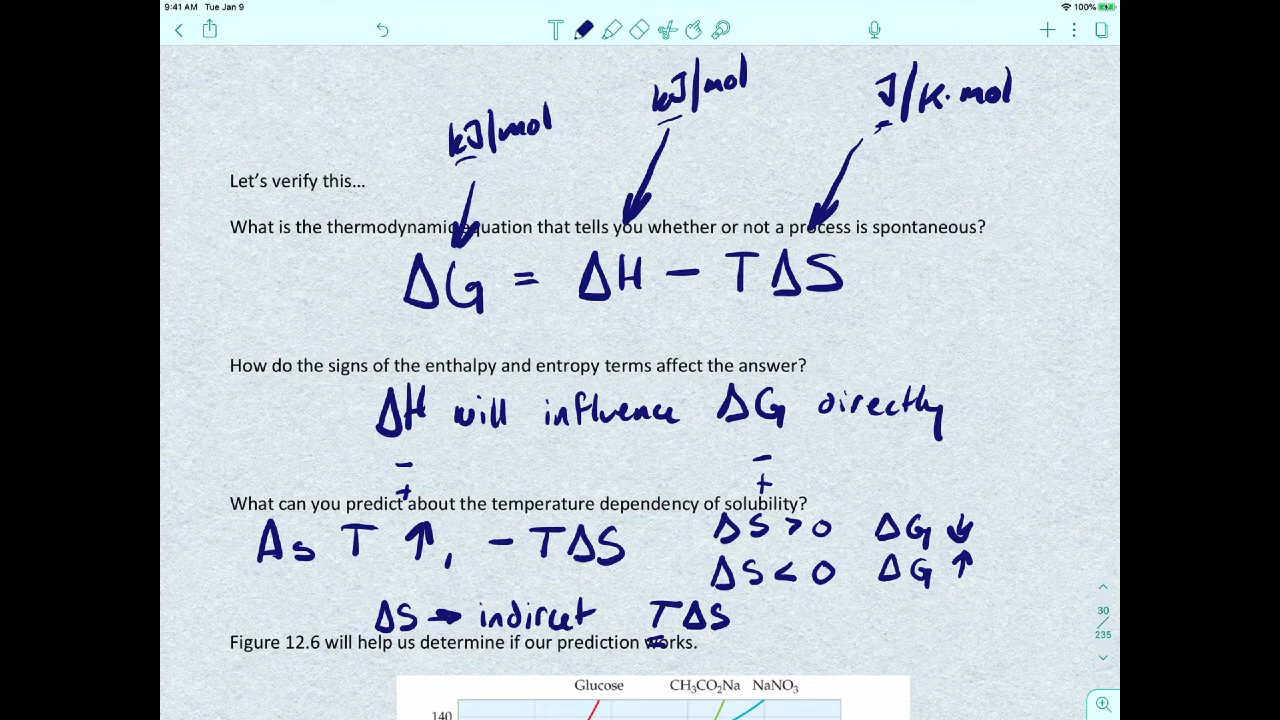 9:41 AM Tue Jan 9
100%
kJ/mol
kJ/mol
J/K·mol
Let's verify this...
What is the thermodynamic equation that tells you whether or not a process is spontaneous?
ΔG = ΔH - TΔS
How do the signs of the enthalpy and entropy terms affect the answer?
ΔH will influence ΔG directly
- -
+ +
What can you predict about the temperature dependency of solubility?
As T ↑, -TΔS ΔS > 0 ΔG ↓
ΔS < 0 ΔG ↑
ΔS → indircet TΔS
Figure 12.6 will help us determine if our prediction works.
30
/
235
Glucose CH₃CO₂Na NaNO₃
140